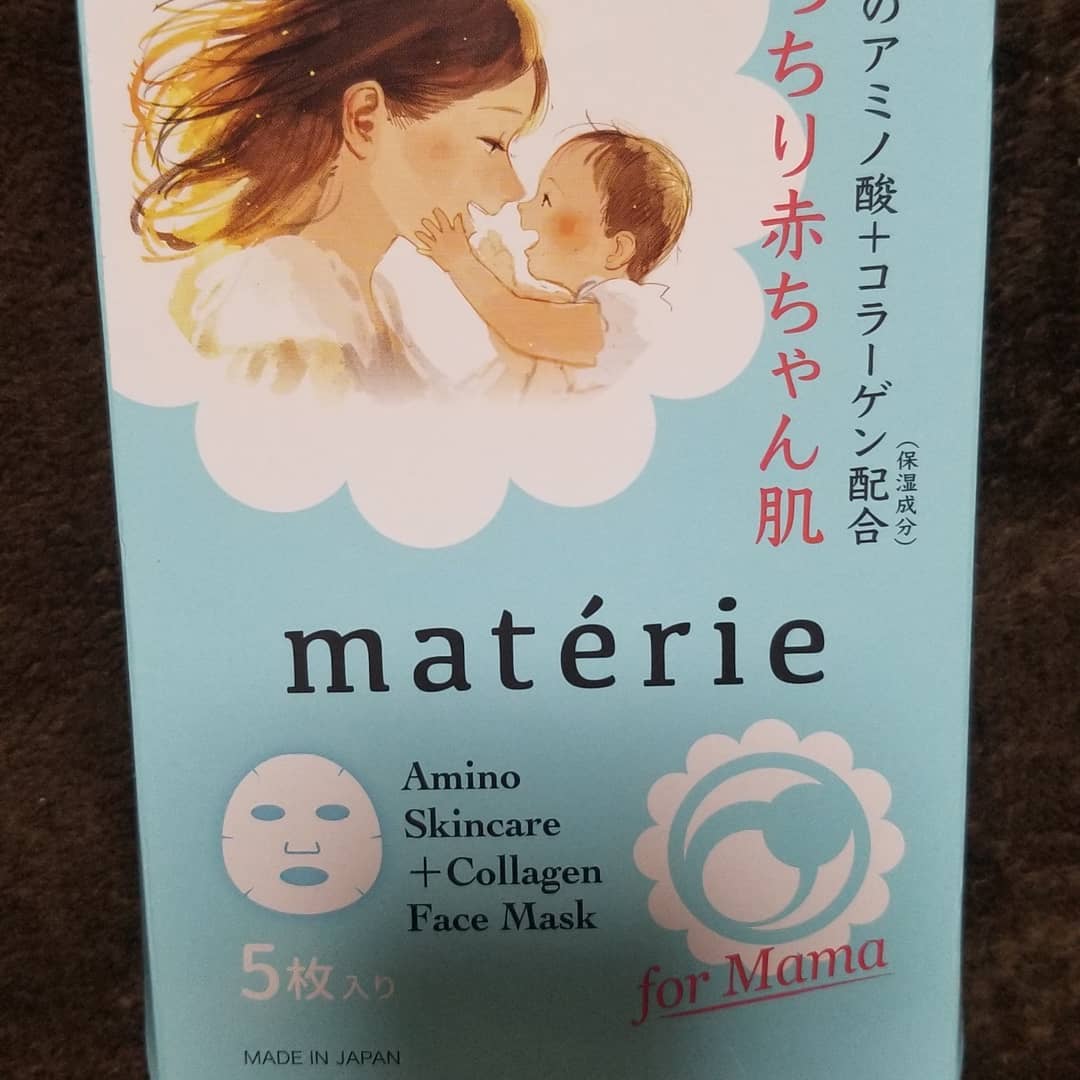 のアミノ酸＋コラーゲン配合
（保湿成分）
ちり赤ちゃん肌
matérie
Amino
Skincare
＋Collagen
Face Mask
5枚入り
for Mama
MADE IN JAPAN